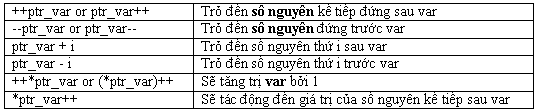 ++ptr_var or ptr_var++ Trỏ đến số nguyên kế tiếp đứng sau var
--ptr_var or ptr_var-- Trỏ đến số nguyên đứng trước var
ptr_var + i Trỏ đến số nguyên thứ i sau var
ptr_var - i Trỏ đến số nguyên thứ i trước var
++*ptr_var or (*ptr_var)++ Sẽ tăng trị var bởi 1
*ptr_var++ Sẽ tác động đến giá trị của số nguyên kế tiếp sau var